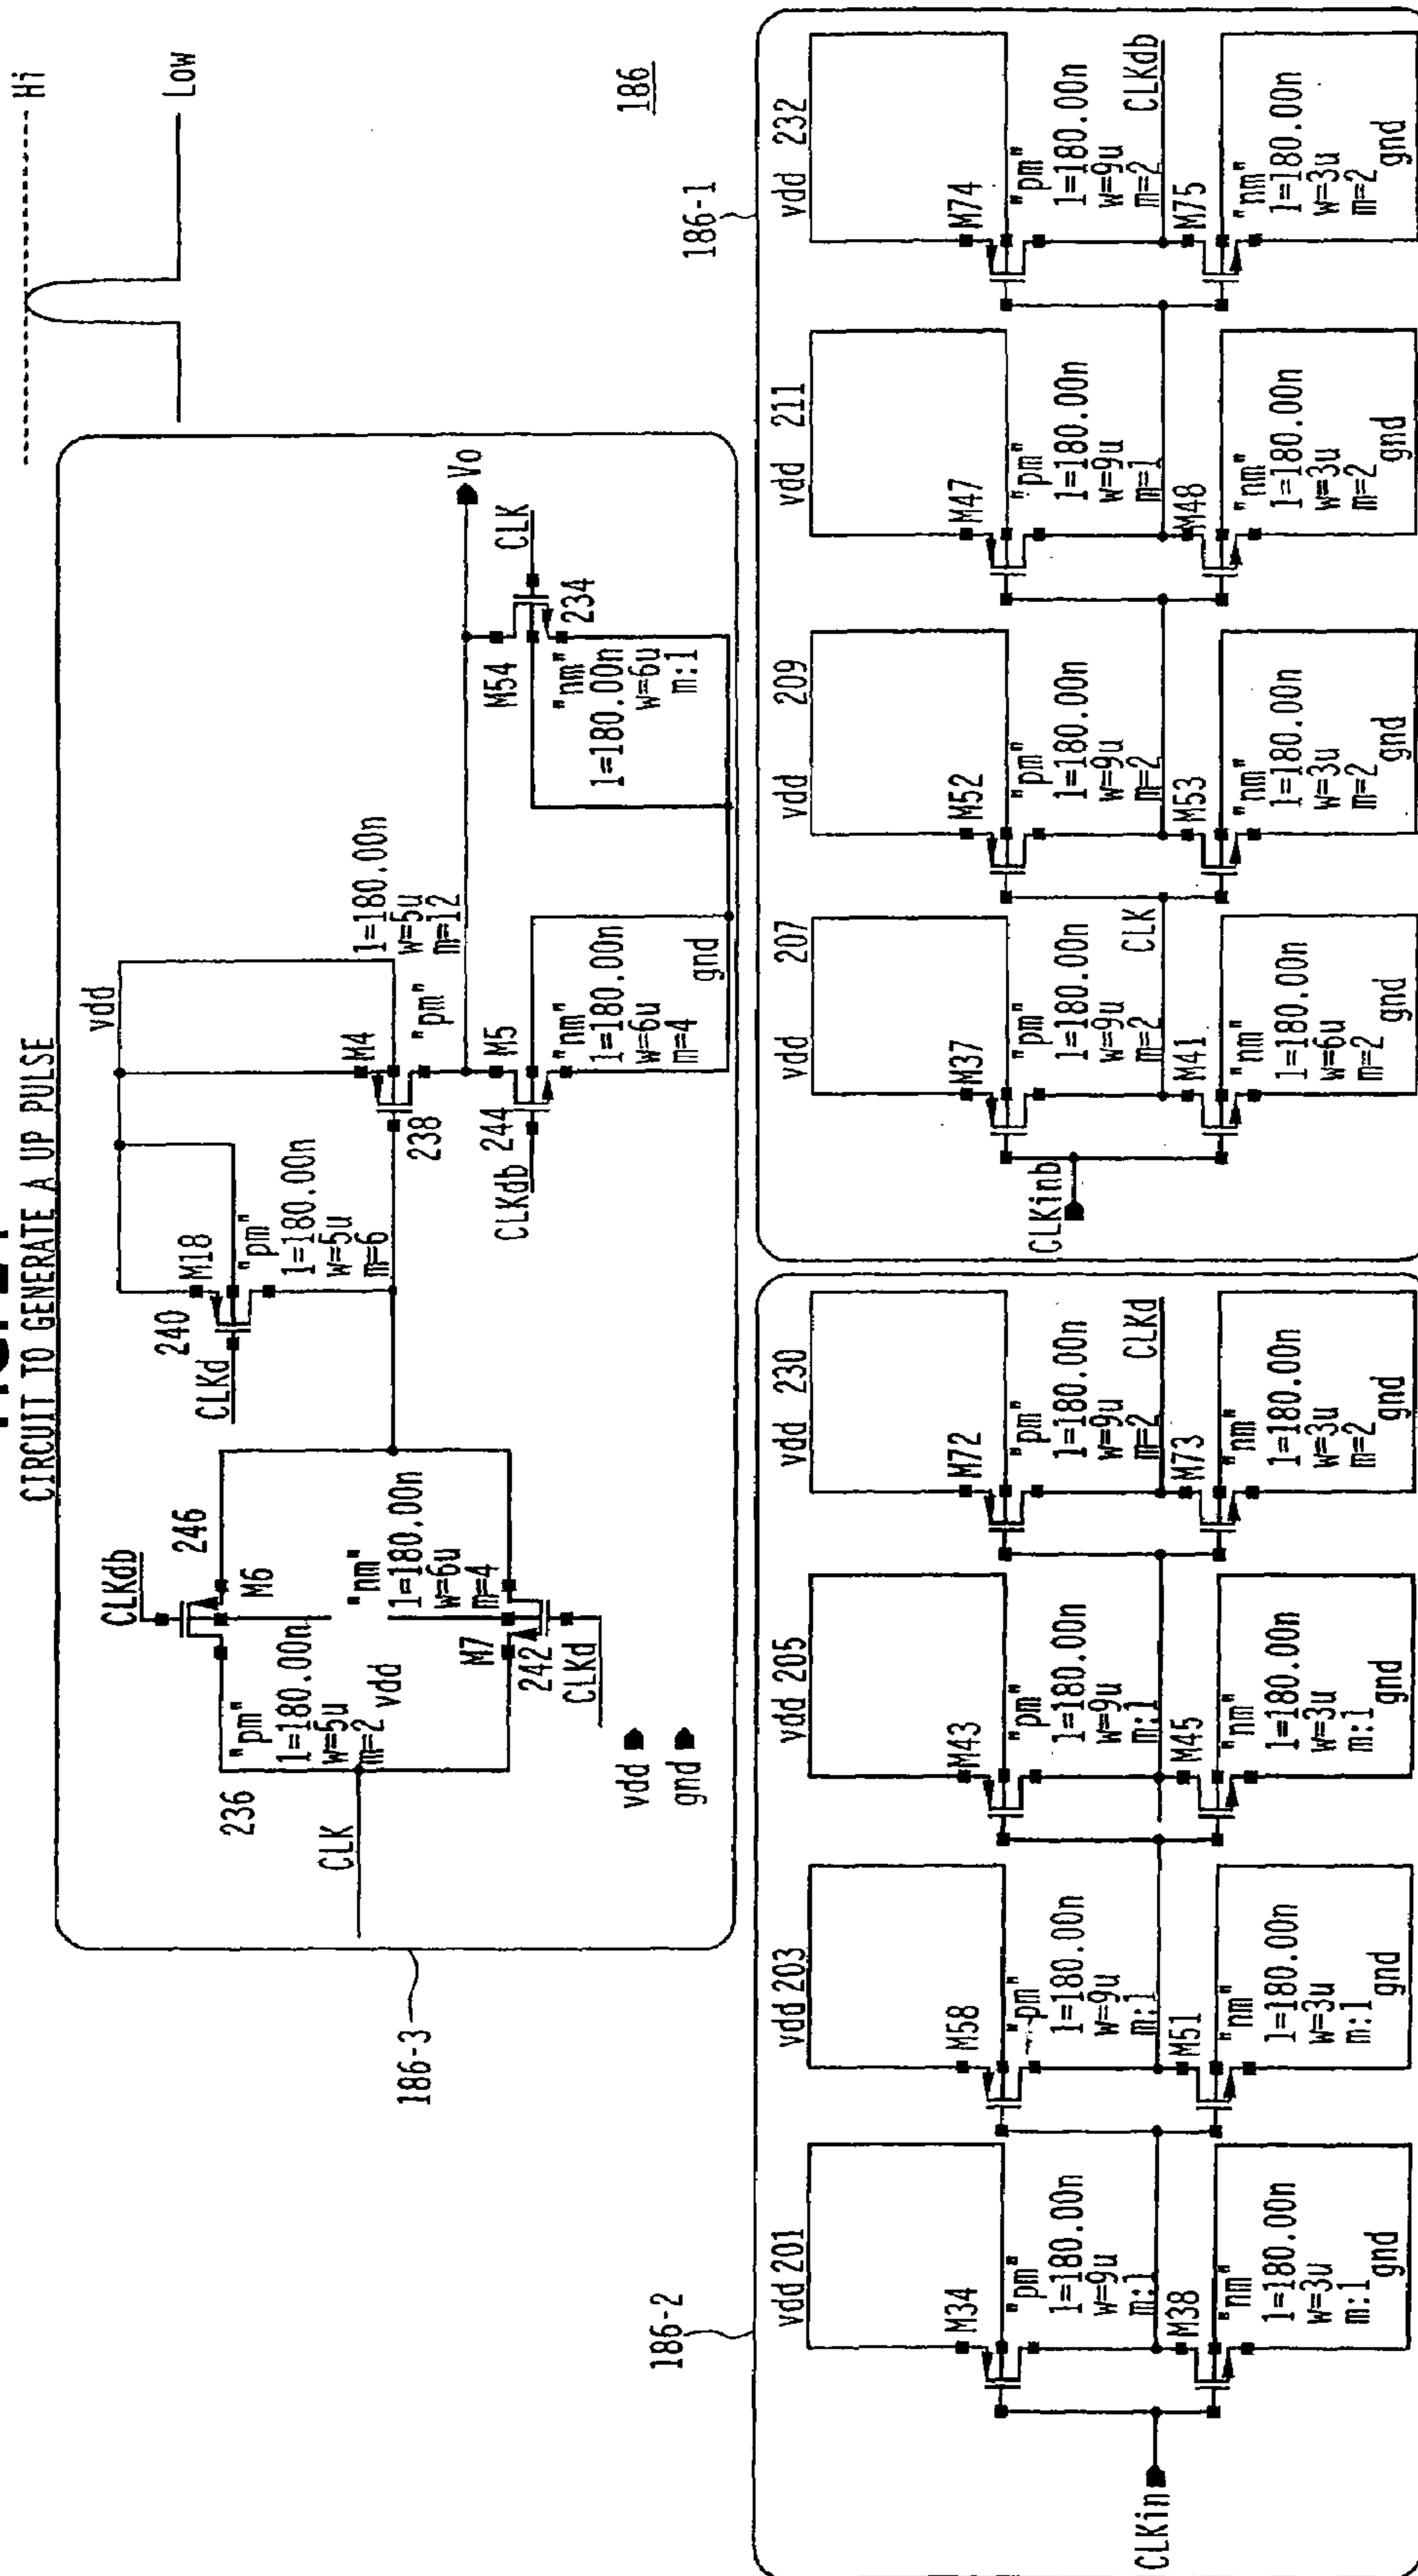 CIRCUIT TO GENERATE A UP PULSE
Hi
Low
186
186-3
CLK
236
"pm"
l=180.00n
w=5u
m=2
vdd
CLKdb
246
M6
"nm"
l=180.00n
w=6u
m=4
M7
242
CLKd
vdd
gnd
CLKd
240
M18
"pm"
l=180.00n
w=5u
m=6
vdd
M4
238
"pm"
l=180.00n
w=5u
m=12
CLKdb
244
M5
"nm"
l=180.00n
w=6u
m=4
gnd
Vo
M54
CLK
234
"nm"
l=180.00n
w=6u
m:1
186-2
CLKin
vdd 201
M34
"pm"
l=180.00n
w=9u
m:1
M38
"nm"
l=180.00n
w=3u
m:1
gnd
vdd 203
M58
"pm"
l=180.00n
w=9u
m:1
M51
"nm"
l=180.00n
w=3u
m:1
gnd
vdd 205
M43
"pm"
l=180.00n
w=9u
m:1
M45
"nm"
l=180.00n
w=3u
m:1
gnd
vdd 230
M72
"pm"
l=180.00n
w=9u
m=2
CLKd
M73
"nm"
l=180.00n
w=3u
m=2
gnd
186-1
CLKinb
vdd 207
M37
"pm"
l=180.00n
w=9u
m=2
CLK
M41
"nm"
l=180.00n
w=6u
m=2
gnd
vdd 209
M52
"pm"
l=180.00n
w=9u
m=2
M53
"nm"
l=180.00n
w=3u
m=2
gnd
vdd 211
M47
"pm"
l=180.00n
w=9u
m=1
M48
"nm"
l=180.00n
w=3u
m=2
gnd
vdd 232
M74
"pm"
l=180.00n
w=9u
m=2
CLKdb
M75
"nm"
l=180.00n
w=3u
m=2
gnd